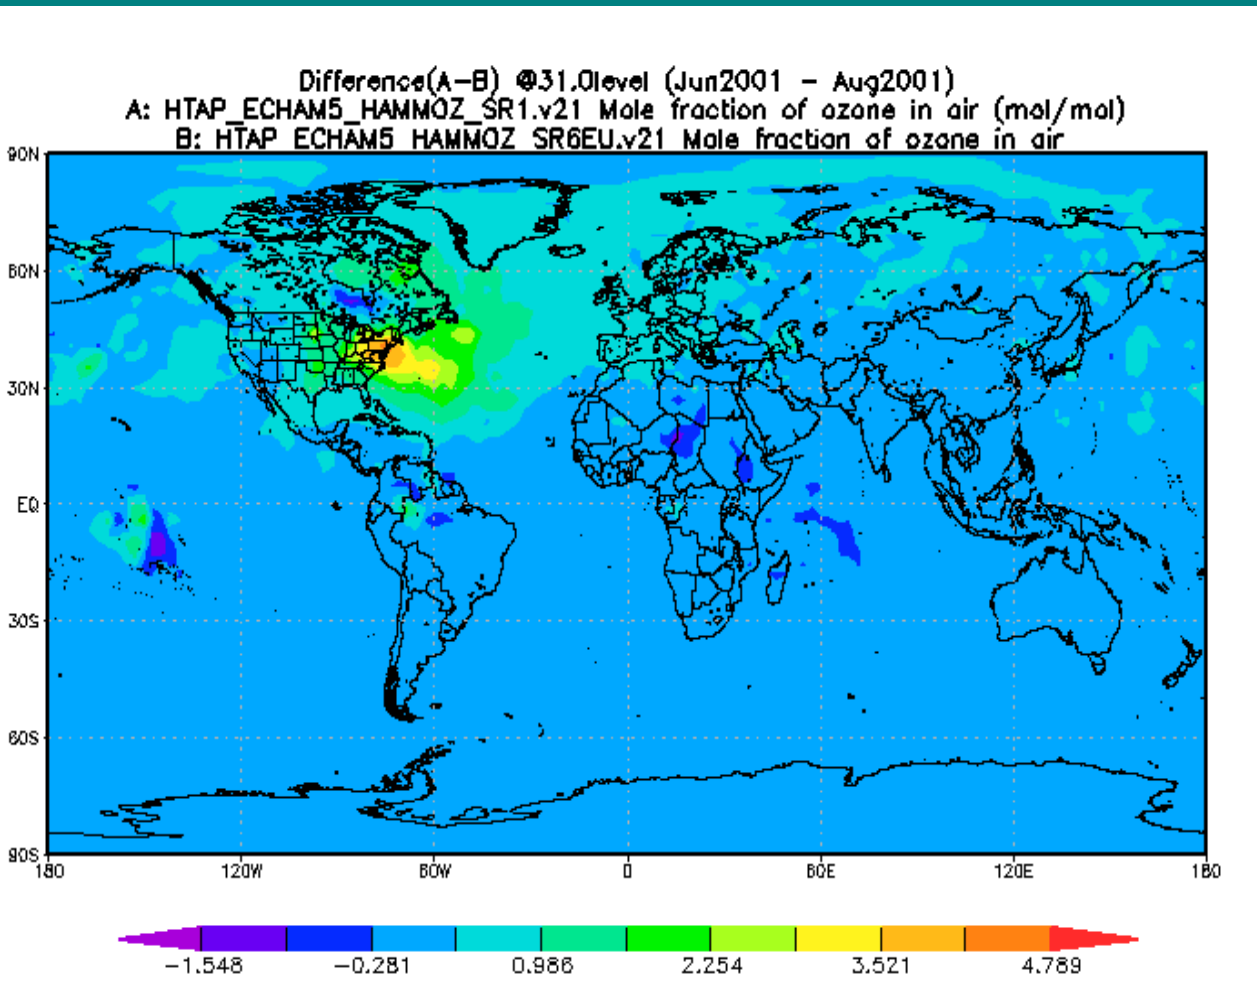 Difference(A-B) @31.0level (Jun2001 - Aug2001)
A: HTAP_ECHAM5_HAMMOZ_SR1.v21 Mole fraction of ozone in air (mol/mol)
B: HTAP_ECHAM5_HAMMOZ_SR6EU.v21 Mole fraction of ozone in air
90N
60N
30N
EQ
30S
60S
90S
180 120W 60W 0 60E 120E 180
-1.548 -0.281 0.986 2.254 3.521 4.789